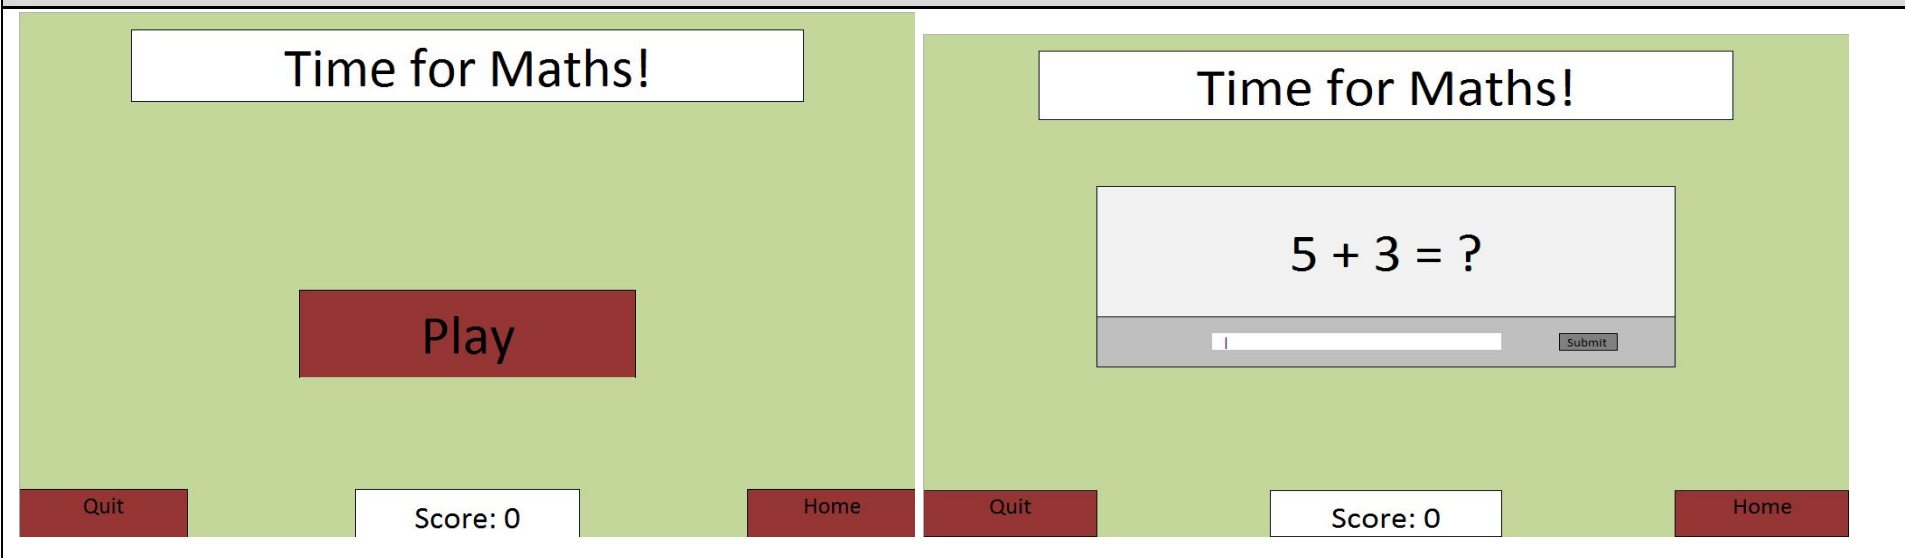 Time for Maths!
Play
Quit
Score: 0
Home
Time for Maths!
5 + 3 = ?
Submit
Quit
Score: 0
Home